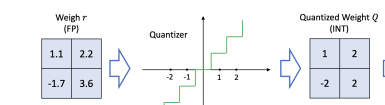 Weigh r
(FP)
1.1 2.2
-1.7 3.6
Quantizer
-2 -1 1 2
Quantized Weight Q
(INT)
1 2
-2 2